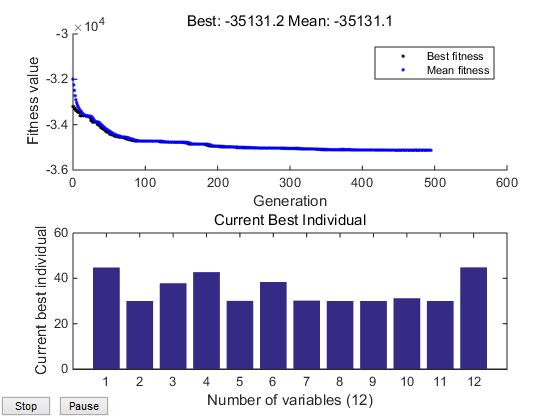 Best: -35131.2 Mean: -35131.1
×10⁴
-3
-3.2
-3.4
-3.6
Fitness value
Best fitness
Mean fitness
0 100 200 300 400 500 600
Generation
Current Best Individual
60
40
20
0
Current best individual
1 2 3 4 5 6 7 8 9 10 11 12
Number of variables (12)
Stop Pause